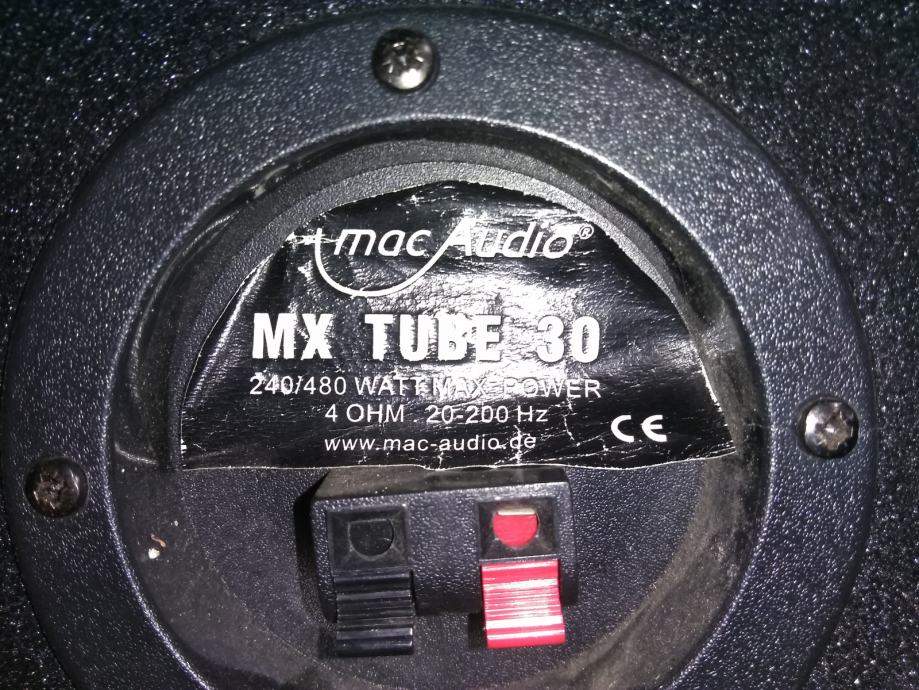 mac Audio®
MX TUBE 30
240/480 WATT MAX POWER
4 OHM 20-200 Hz
www.mac-audio.de
CE